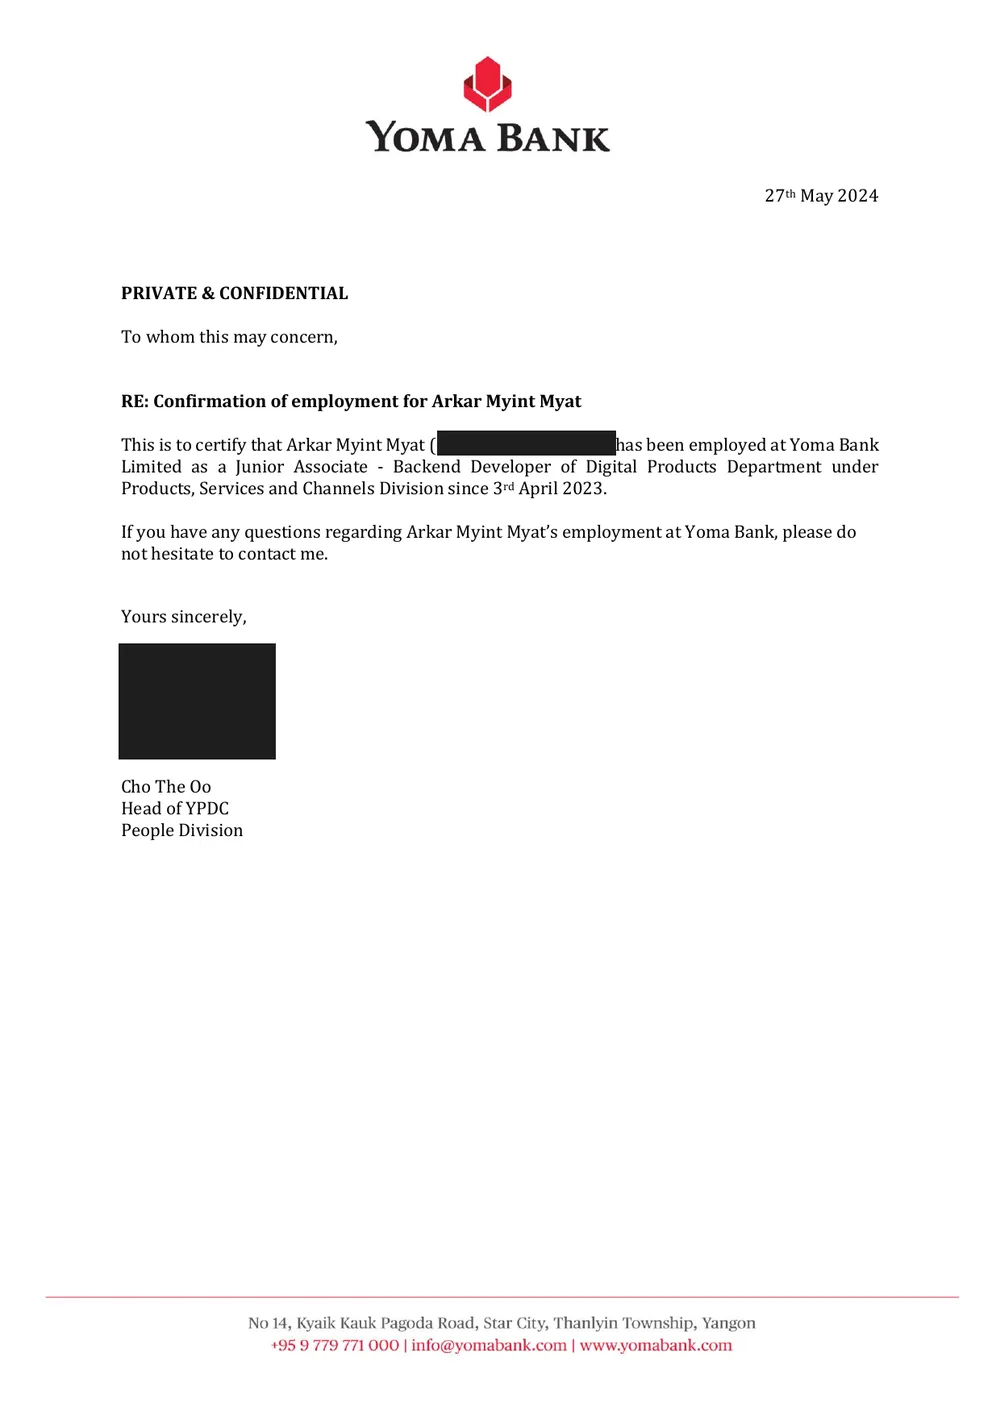 YOMA BANK
27th May 2024
PRIVATE & CONFIDENTIAL
To whom this may concern,
RE: Confirmation of employment for Arkar Myint Myat
This is to certify that Arkar Myint Myat ( has been employed at Yoma Bank
Limited as a Junior Associate - Backend Developer of Digital Products Department under
Products, Services and Channels Division since 3rd April 2023.
If you have any questions regarding Arkar Myint Myat’s employment at Yoma Bank, please do
not hesitate to contact me.
Yours sincerely,
Cho The Oo
Head of YPDC
People Division
No 14, Kyaik Kauk Pagoda Road, Star City, Thanlyin Township, Yangon
+95 9 779 771 000 | info@yomabank.com | www.yomabank.com